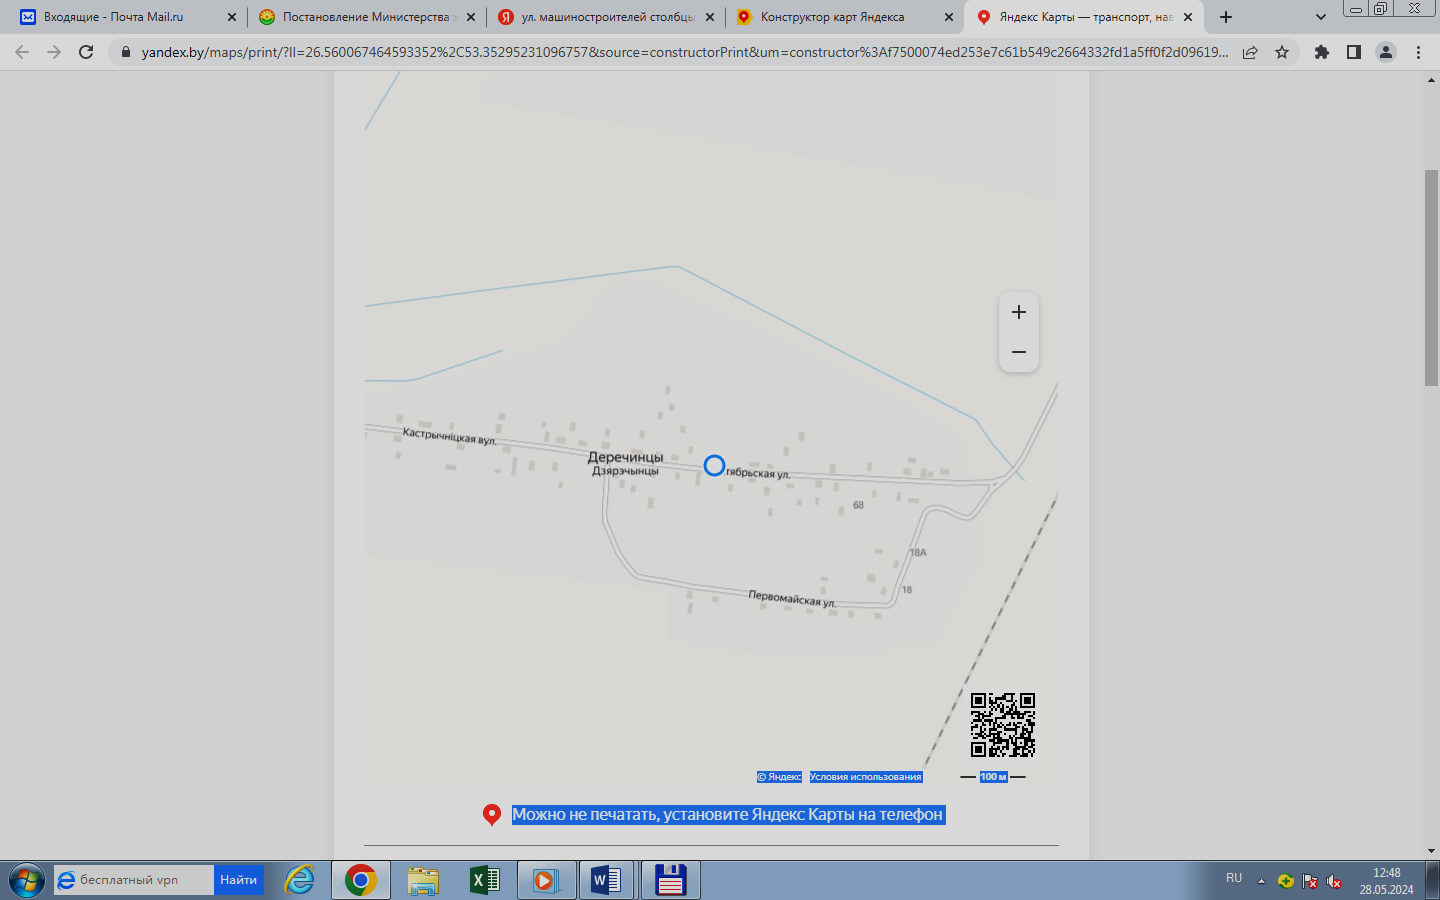 Входящие - Почта Mail.ru
Постановление Министерства
ул. машиностроителей столбцы
Конструктор карт Яндекса
Яндекс Карты — транспорт, нав
yandex.by/maps/print/?ll=26.560067464593352%2C53.35295231096757&source=constructorPrint&um=constructor%3Af7500074ed253e7c61b549c2664332fd1a5ff0f2d09619...
Кастрычніцкая вул.
Деречинцы
Дзярэчынцы
тябрьская ул.
68
18А
18
Первомайская ул.
© Яндекс Условия использования 100 м
Можно не печатать, установите Яндекс Карты на телефон
бесплатный vpn Найти
RU
12:48
28.05.2024